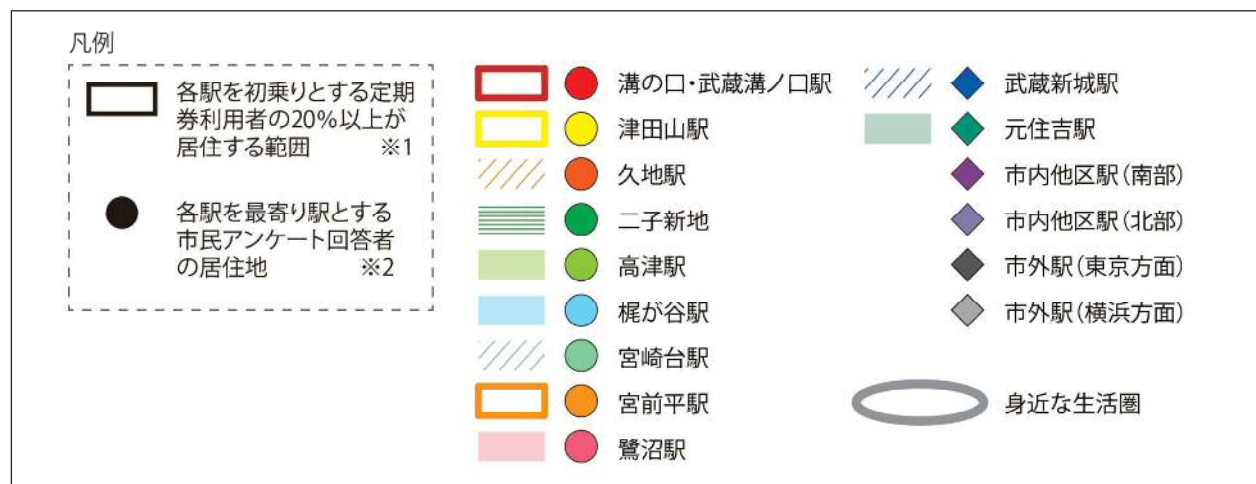 凡例
各駅を初乗りとする定期
券利用者の20%以上が
居住する範囲 ※1
各駅を最寄り駅とする
市民アンケート回答者
の居住地 ※2
溝の口・武蔵溝ノ口駅
津田山駅
久地駅
二子新地
高津駅
梶が谷駅
宮崎台駅
宮前平駅
鷺沼駅
武蔵新城駅
元住吉駅
市内他区駅(南部)
市内他区駅(北部)
市外駅(東京方面)
市外駅(横浜方面)
身近な生活圏